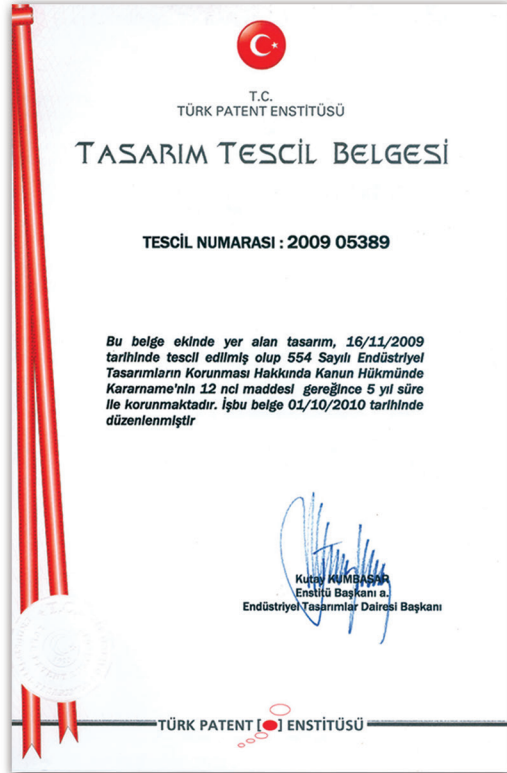 T.C.
TÜRK PATENT ENSTİTÜSÜ
TASARIM TESCİL BELGESİ
TESCİL NUMARASI : 2009 05389
Bu belge ekinde yer alan tasarım, 16/11/2009
tarihinde tescil edilmiş olup 554 Sayılı Endüstriyel
Tasarımların Korunması Hakkında Kanun Hükmünde
Kararname'nin 12 nci maddesi gereğince 5 yıl süre
ile korunmaktadır. İşbu belge 01/10/2010 tarihinde
düzenlenmiştir
Kutay KUMBASAR
Enstitü Başkanı a.
Endüstriyel Tasarımlar Dairesi Başkanı
TÜRK PATENT [ ] ENSTİTÜSÜ